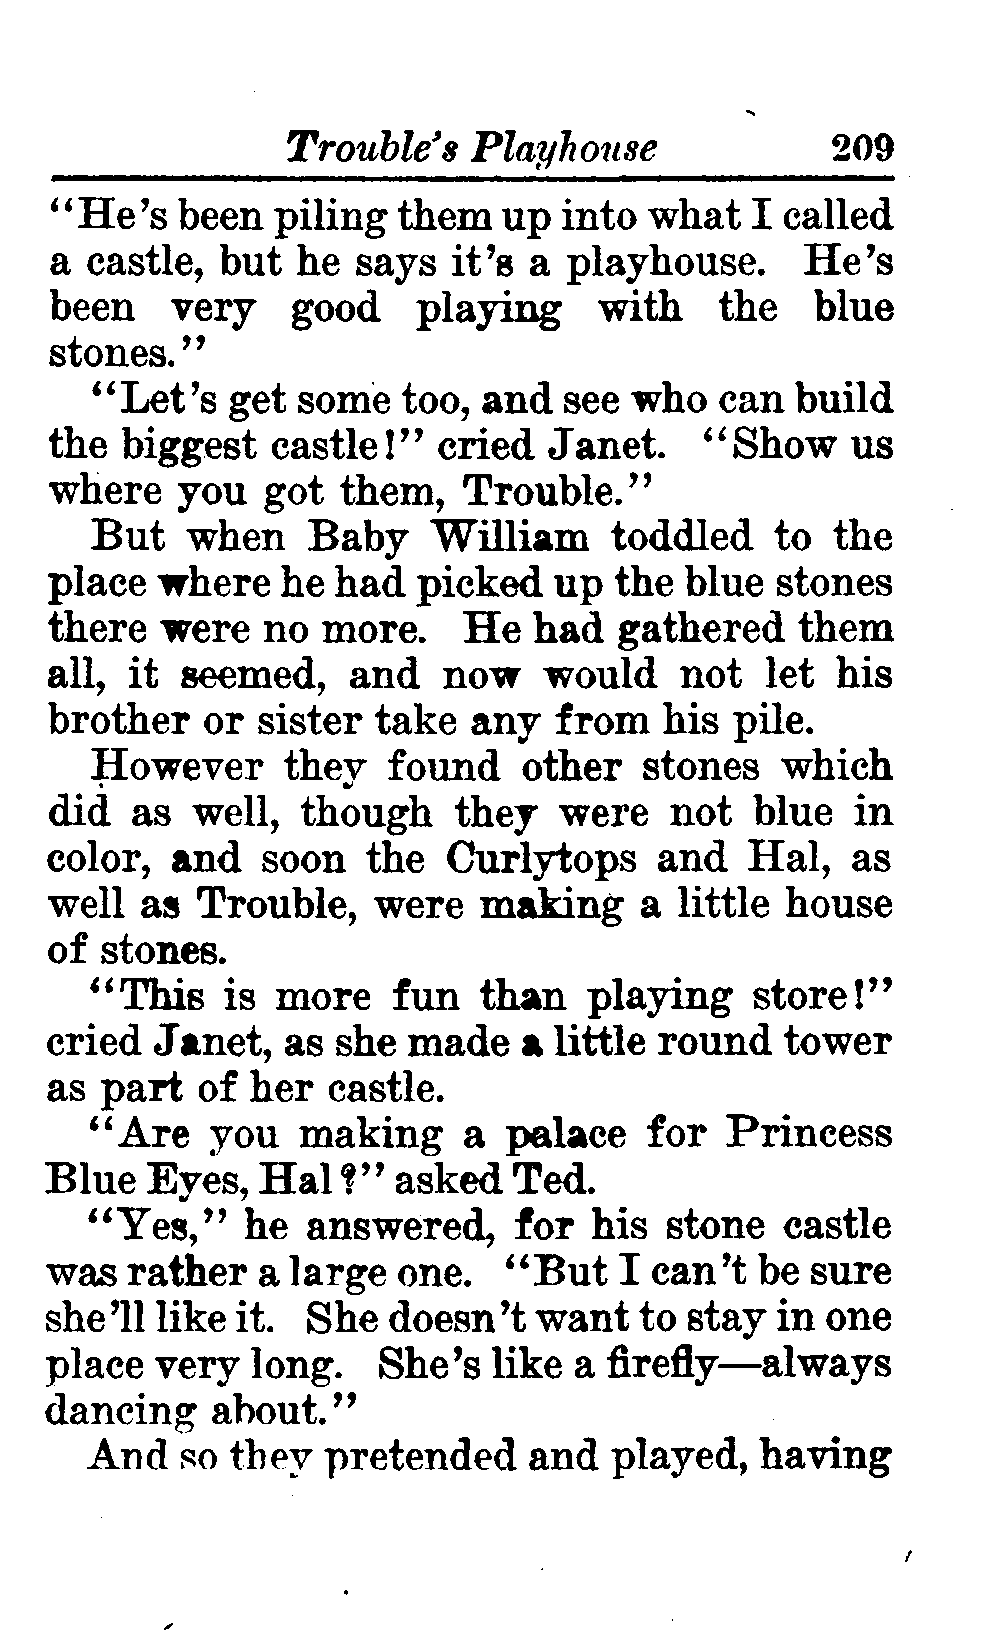 Trouble's Playhouse 209
"He's been piling them up into what I called
a castle, but he says it's a playhouse. He's
been very good playing with the blue
stones."
"Let's get some too, and see who can build
the biggest castle!" cried Janet. "Show us
where you got them, Trouble."
But when Baby William toddled to the
place where he had picked up the blue stones
there were no more. He had gathered them
all, it seemed, and now would not let his
brother or sister take any from his pile.
However they found other stones which
did as well, though they were not blue in
color, and soon the Curlytops and Hal, as
well as Trouble, were making a little house
of stones.
"This is more fun than playing store!"
cried Janet, as she made a little round tower
as part of her castle.
"Are you making a palace for Princess
Blue Eyes, Hal?" asked Ted.
"Yes," he answered, for his stone castle
was rather a large one. "But I can't be sure
she'll like it. She doesn't want to stay in one
place very long. She's like a firefly—always
dancing about."
And so they pretended and played, having